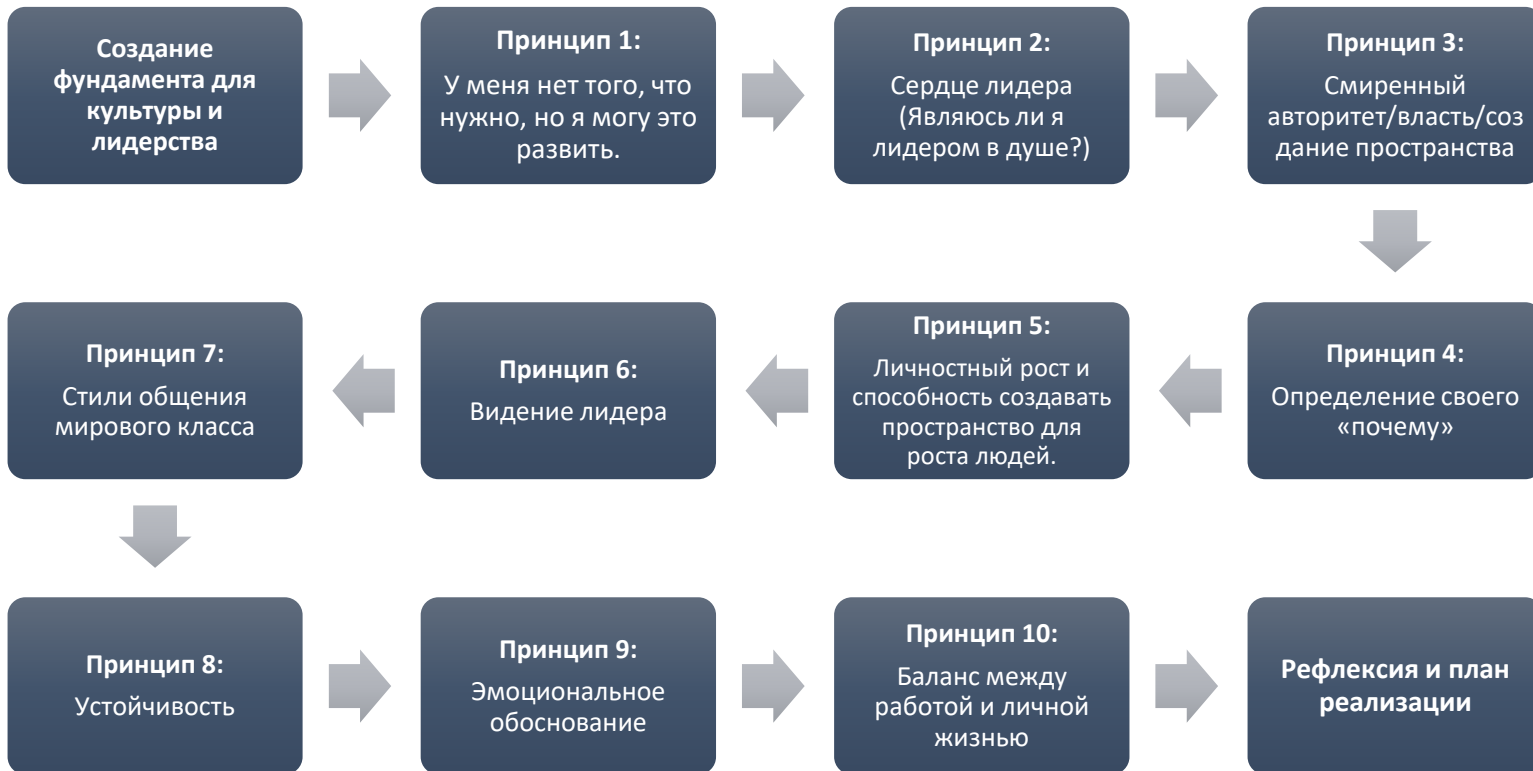 Создание
фундамента для
культуры и
лидерства
Принцип 1:
У меня нет того, что
нужно, но я могу это
развить.
Принцип 2:
Сердце лидера
(Являюсь ли я
лидером в душе?)
Принцип 3:
Смиренный
авторитет/власть/соз
дание пространства
Принцип 4:
Определение своего
«почему»
Принцип 5:
Личностный рост и
способность создавать
пространство для
роста людей.
Принцип 6:
Видение лидера
Принцип 7:
Стили общения
мирового класса
Принцип 8:
Устойчивость
Принцип 9:
Эмоциональное
обоснование
Принцип 10:
Баланс между
работой и личной
жизнью
Рефлексия и план
реализации